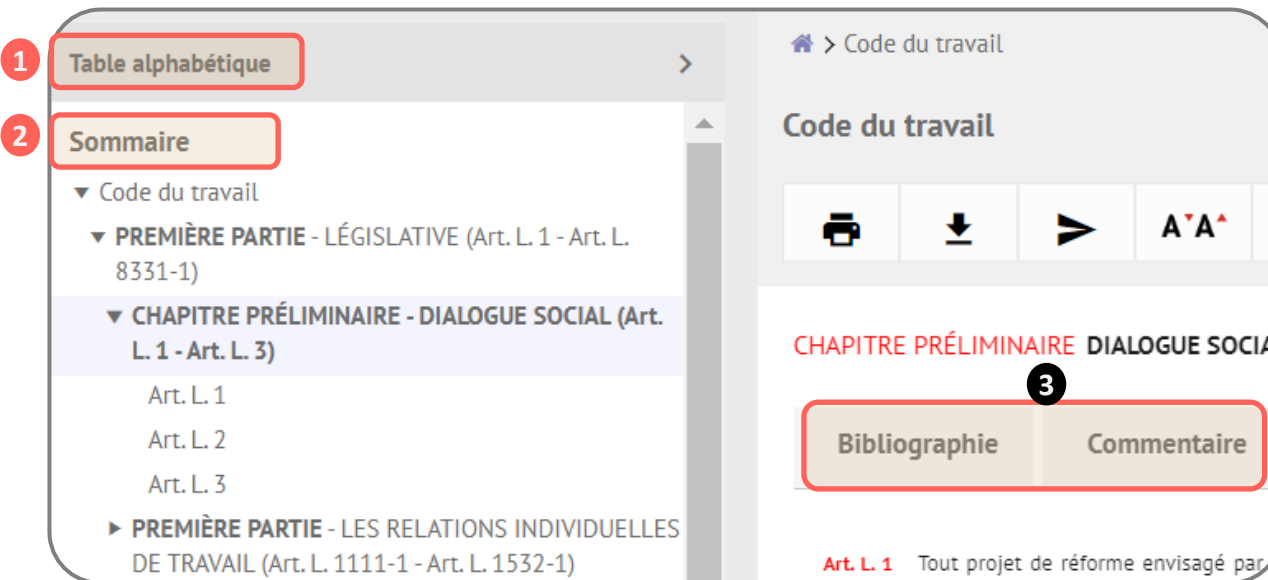 1
Table alphabétique
2
Sommaire
Code du travail
PREMIÈRE PARTIE - LÉGISLATIVE (Art. L. 1 - Art. L.
8331-1)
CHAPITRE PRÉLIMINAIRE - DIALOGUE SOCIAL (Art.
L. 1 - Art. L. 3)
Art. L. 1
Art. L. 2
Art. L. 3
PREMIÈRE PARTIE - LES RELATIONS INDIVIDUELLES
DE TRAVAIL (Art. L. 1111-1 - Art. L. 1532-1)
> Code du travail
Code du travail
A A
CHAPITRE PRÉLIMINAIRE DIALOGUE SOCIA
3
Bibliographie Commentaire
Art. L. 1 Tout projet de réforme envisagé par